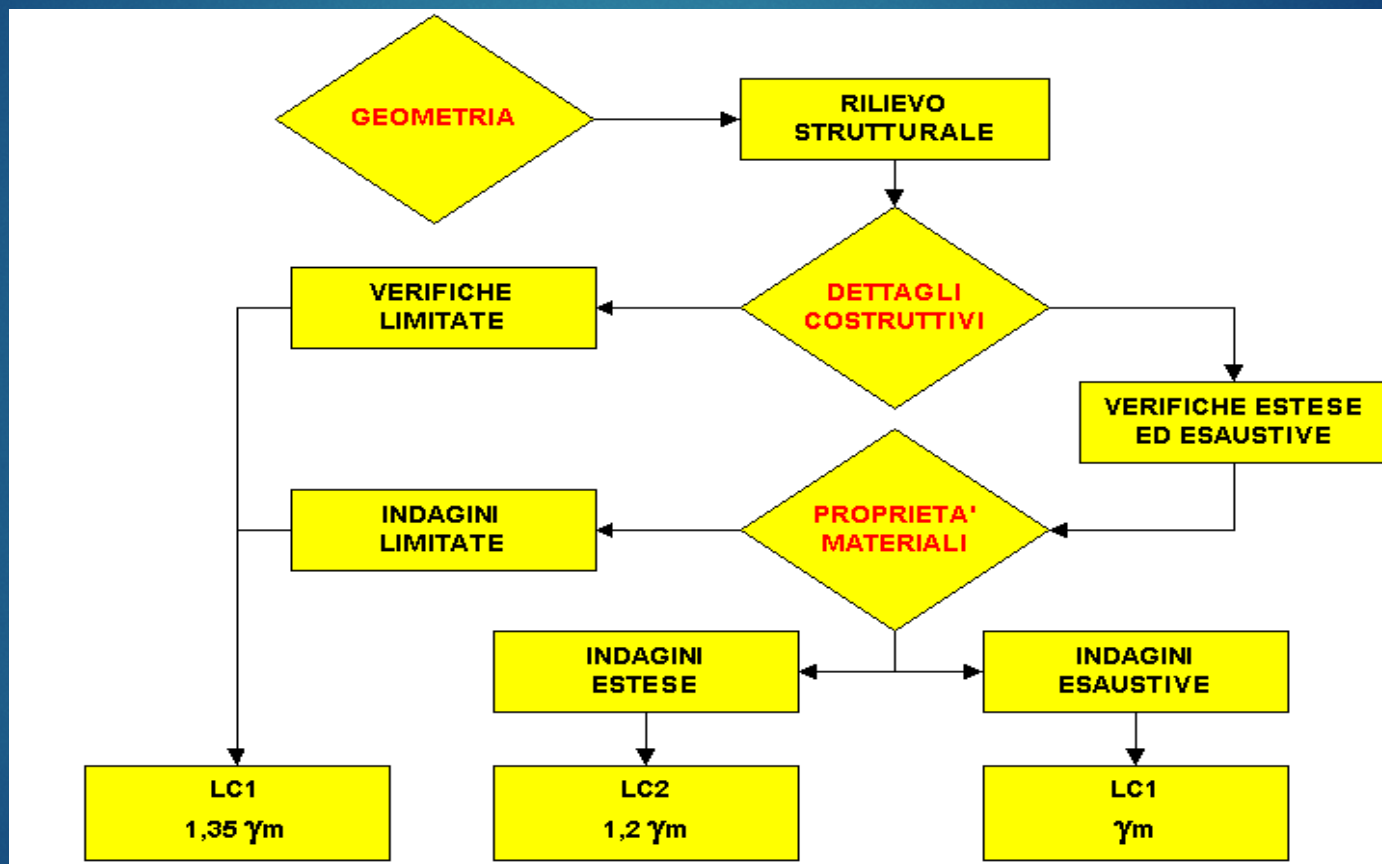 GEOMETRIA
RILIEVO
STRUTTURALE
DETTAGLI
COSTRUTTIVI
VERIFICHE
LIMITATE
VERIFICHE ESTESE
ED ESAUSTIVE
PROPRIETA'
MATERIALI
INDAGINI
LIMITATE
INDAGINI
ESTESE
INDAGINI
ESAUSTIVE
LC1
1,35 γm
LC2
1,2 γm
LC1
γm